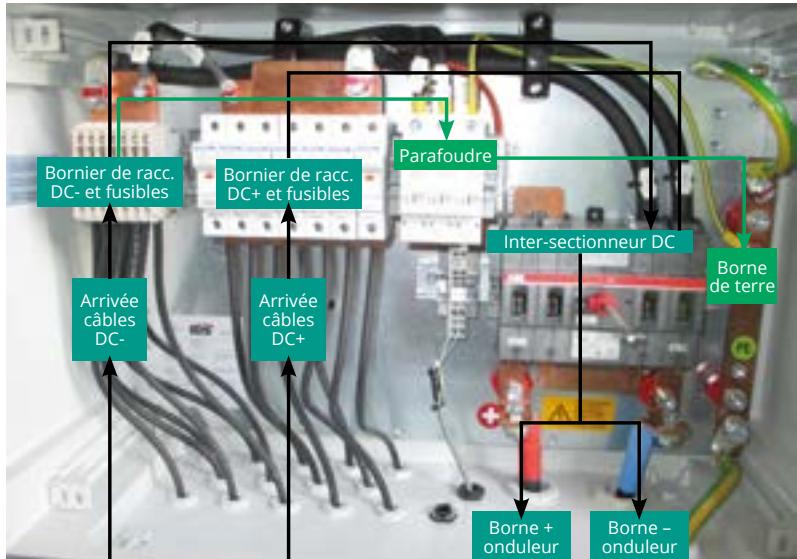 Bornier de racc.
DC- et fusibles
Bornier de racc.
DC+ et fusibles
Parafoudre
Inter-sectionneur DC
Borne
de terre
Arrivée
câbles
DC-
Arrivée
câbles
DC+
PE
Borne +
onduleur
Borne –
onduleur